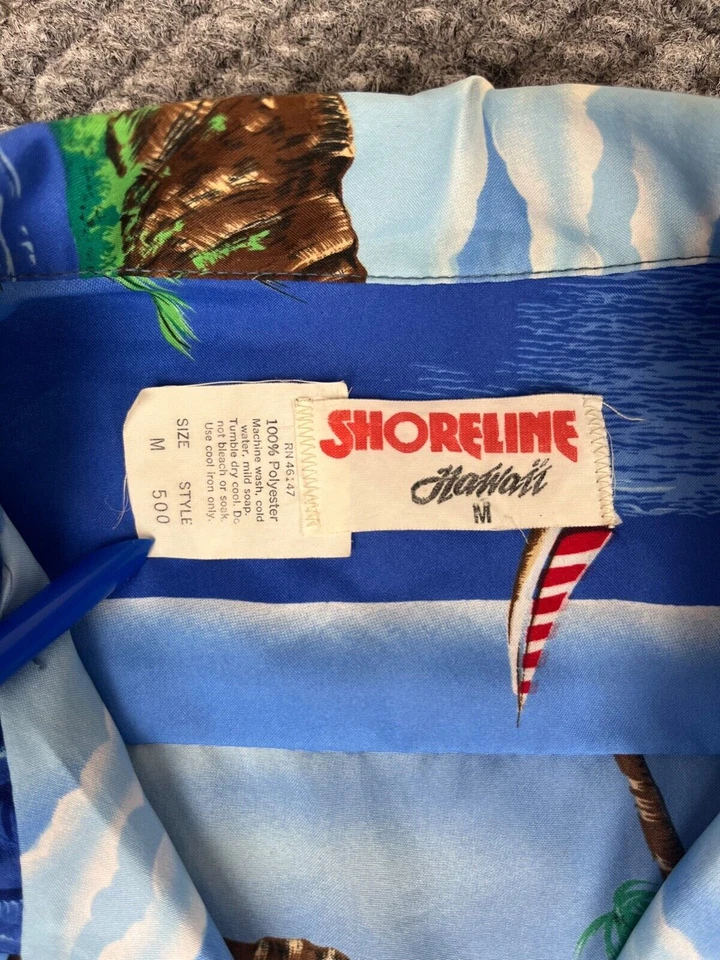 SHORELINE
Hawaii
M
RN 46147
100% Polyester
Machine wash, cold
water, mild soap.
Tumble dry cool. Do
not bleach or soak.
Use cool iron only.
SIZE STYLE
M 500